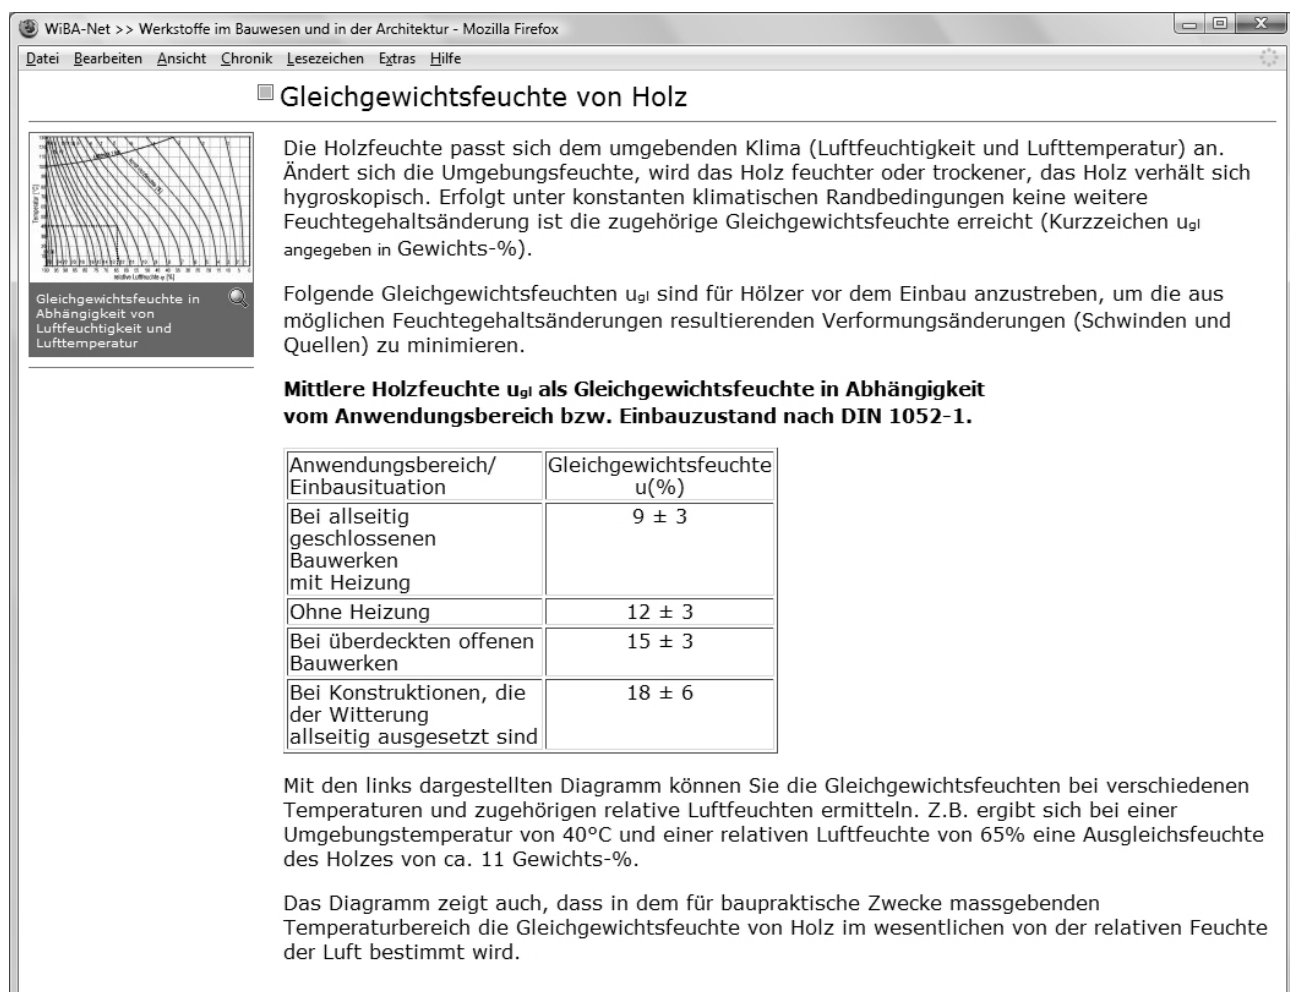 WiBA-Net >> Werkstoffe im Bauwesen und in der Architektur - Mozilla Firefox
Datei Bearbeiten Ansicht Chronik Lesezeichen Extras Hilfe
Gleichgewichtsfeuchte von Holz
Temperatur [°C]
relative Luftfeuchte φ [%]
Gleichgewichtsfeuchte in
Abhängigkeit von
Luftfeuchtigkeit und
Lufttemperatur
Die Holzfeuchte passt sich dem umgebenden Klima (Luftfeuchtigkeit und Lufttemperatur) an.
Ändert sich die Umgebungsfeuchte, wird das Holz feuchter oder trockener, das Holz verhält sich
hygroskopisch. Erfolgt unter konstanten klimatischen Randbedingungen keine weitere
Feuchtegehaltsänderung ist die zugehörige Gleichgewichtsfeuchte erreicht (Kurzzeichen ugl
angegeben in Gewichts-%).
Folgende Gleichgewichtsfeuchten ugl sind für Hölzer vor dem Einbau anzustreben, um die aus
möglichen Feuchtegehaltsänderungen resultierenden Verformungsänderungen (Schwinden und
Quellen) zu minimieren.
Mittlere Holzfeuchte ugl als Gleichgewichtsfeuchte in Abhängigkeit
vom Anwendungsbereich bzw. Einbauzustand nach DIN 1052-1.
Anwendungsbereich/
Einbausituation
Gleichgewichtsfeuchte
u(%)
Bei allseitig
geschlossenen
Bauwerken
mit Heizung
9 ± 3
Ohne Heizung
12 ± 3
Bei überdeckten offenen
Bauwerken
15 ± 3
Bei Konstruktionen, die
der Witterung
allseitig ausgesetzt sind
18 ± 6
Mit den links dargestellten Diagramm können Sie die Gleichgewichtsfeuchten bei verschiedenen
Temperaturen und zugehörigen relative Luftfeuchten ermitteln. Z.B. ergibt sich bei einer
Umgebungstemperatur von 40°C und einer relativen Luftfeuchte von 65% eine Ausgleichsfeuchte
des Holzes von ca. 11 Gewichts-%.
Das Diagramm zeigt auch, dass in dem für baupraktische Zwecke massgebenden
Temperaturbereich die Gleichgewichtsfeuchte von Holz im wesentlichen von der relativen Feuchte
der Luft bestimmt wird.